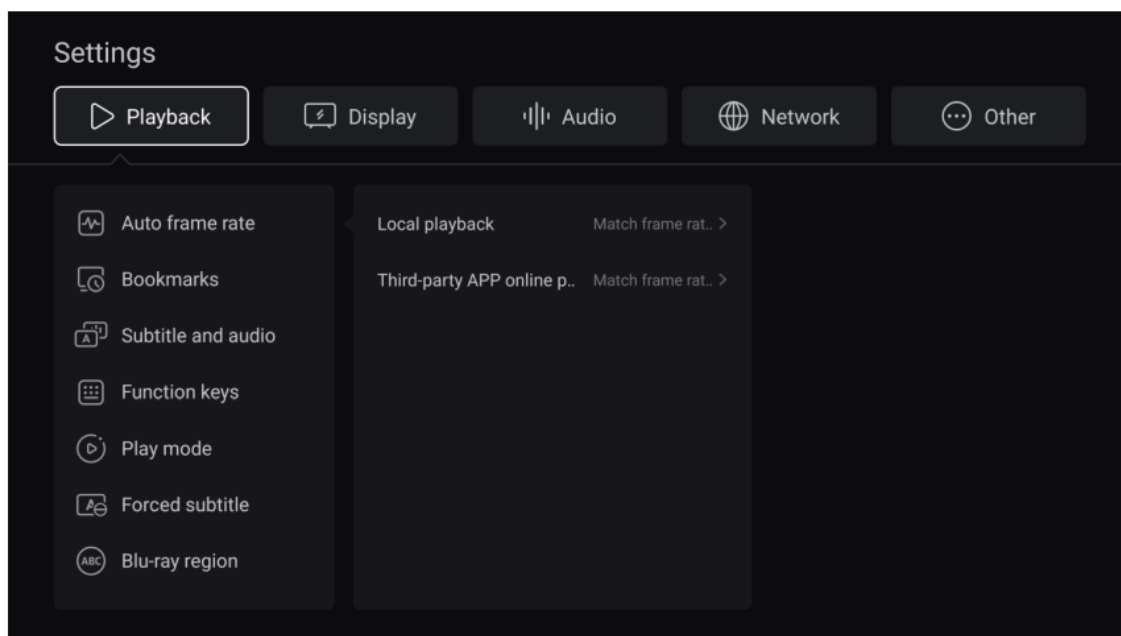 Settings
Playback
Display
Audio
Network
Other
Auto frame rate
Bookmarks
Subtitle and audio
Function keys
Play mode
Forced subtitle
ABC Blu-ray region
Local playback Match frame rat..
Third-party APP online p.. Match frame rat..